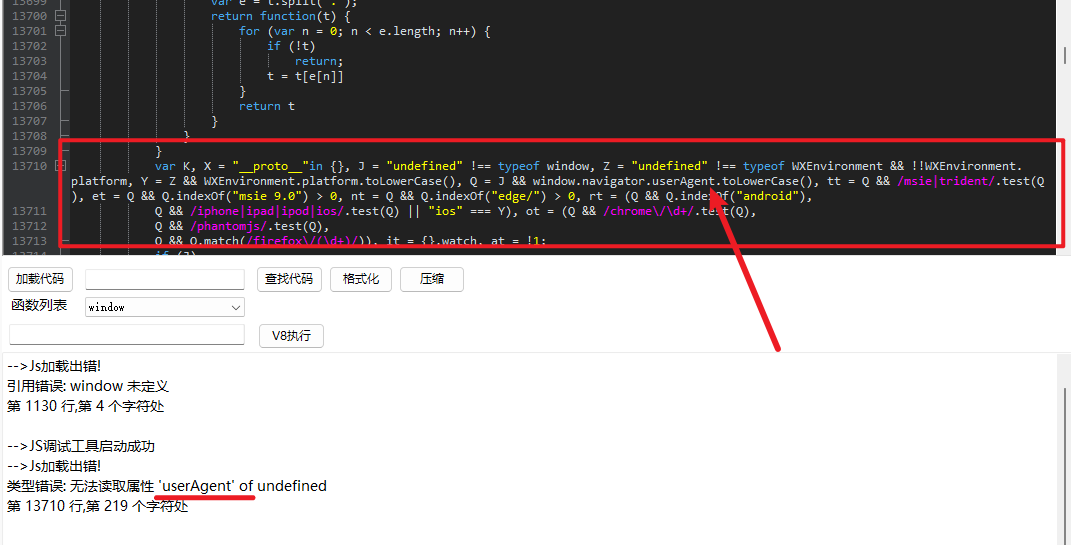 13699 var e = t.split(".");
13700 return function(t) {
13701 for (var n = 0; n < e.length; n++) {
13702 if (!t)
13703 return;
13704 t = t[e[n]]
13705 }
13706 return t
13707 }
13708 }
13709 }
13710 var K, X = "__proto__"in {}, J = "undefined" !== typeof window, Z = "undefined" !== typeof WXEnvironment && !!WXEnvironment.
platform, Y = Z && WXEnvironment.platform.toLowerCase(), Q = J && window.navigator.userAgent.toLowerCase(), tt = Q && /msie|trident/.test(Q
), et = Q && Q.indexOf("msie 9.0") > 0, nt = Q && Q.indexOf("edge/") > 0, rt = (Q && Q.indexOf("android"),
13711 Q && /iphone|ipad|ipod|ios/.test(Q) || "ios" === Y), ot = (Q && /chrome\/\d+/.test(Q),
13712 Q && /phantomjs/.test(Q),
13713 Q && Q.match(/firefox\/(\d+)/)), it = {}.watch, at = !1;
13714 if (J)
加载代码 查找代码 格式化 压缩
函数列表 window
V8执行
-->Js加载出错!
引用错误: window 未定义
第 1130 行,第 4 个字符处
-->JS调试工具启动成功
-->Js加载出错!
类型错误: 无法读取属性 'userAgent' of undefined
第 13710 行,第 219 个字符处